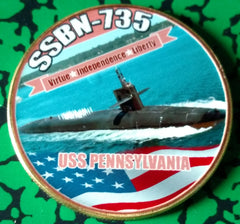 SSBN-735
Virtue ★ Independence ★ Liberty
USS PENNSYLVANIA